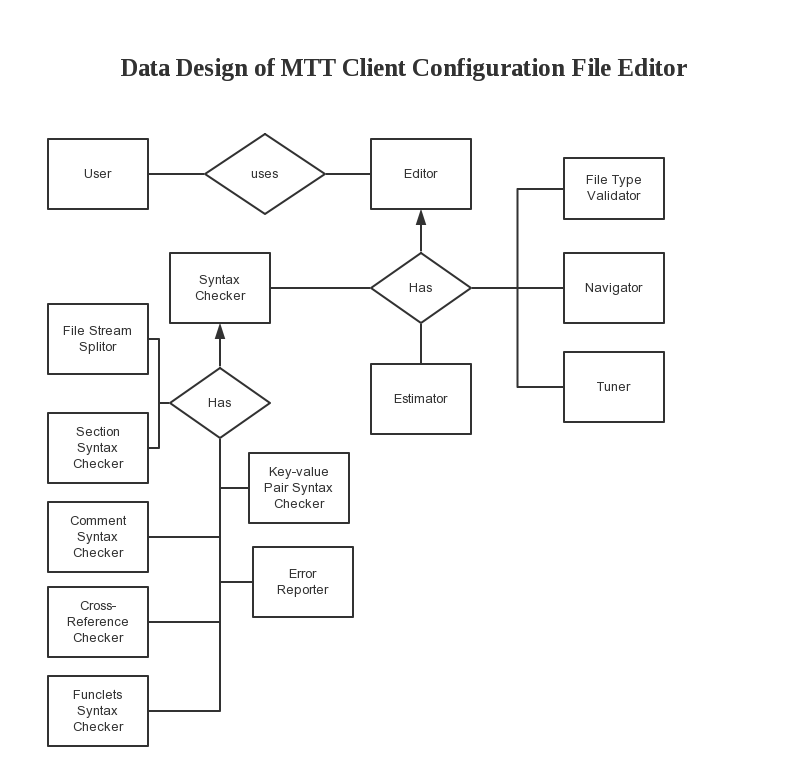 Data Design of MTT Client Configuration File Editor
User
uses
Editor
File Type
Validator
Syntax
Checker
Has
Navigator
File Stream
Splitor
Has
Estimator
Tuner
Section
Syntax
Checker
Key-value
Pair Syntax
Checker
Comment
Syntax
Checker
Error
Reporter
Cross-
Reference
Checker
Funclets
Syntax
Checker